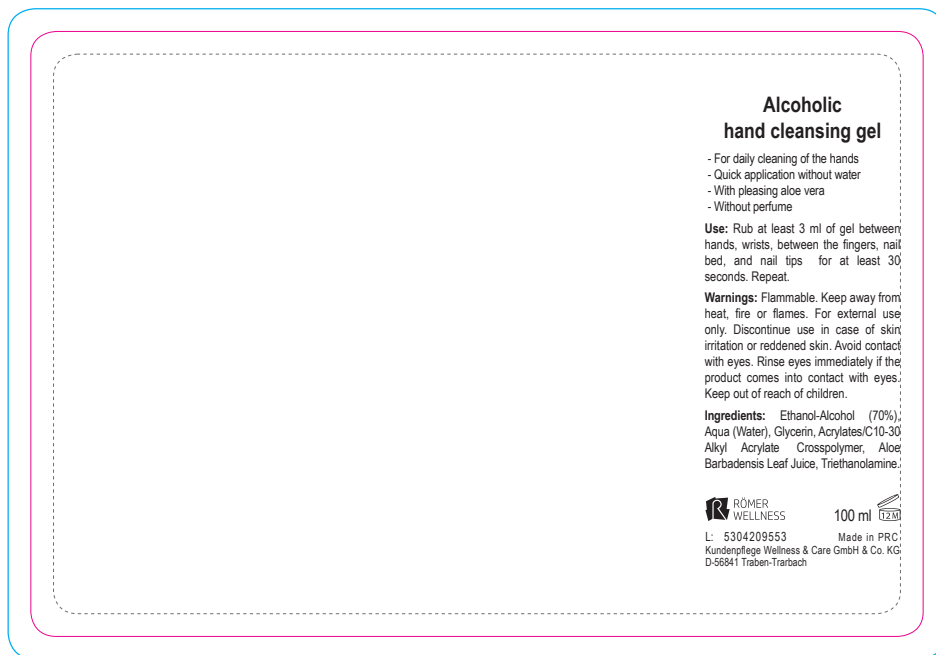 Alcoholic
hand cleansing gel
- For daily cleaning of the hands
- Quick application without water
- With pleasing aloe vera
- Without perfume
Use: Rub at least 3 ml of gel between
hands, wrists, between the fingers, nail
bed, and nail tips for at least 30
seconds. Repeat.
Warnings: Flammable. Keep away from
heat, fire or flames. For external use
only. Discontinue use in case of skin
irritation or reddened skin. Avoid contact
with eyes. Rinse eyes immediately if the
product comes into contact with eyes.
Keep out of reach of children.
Ingredients: Ethanol-Alcohol (70%),
Aqua (Water), Glycerin, Acrylates/C10-30
Alkyl Acrylate Crosspolymer, Aloe
Barbadensis Leaf Juice, Triethanolamine.
R RÖMER
WELLNESS
100 ml 12M
L: 5304209553 Made in PRC
Kundenpflege Wellness & Care GmbH & Co. KG
D-56841 Traben-Trarbach